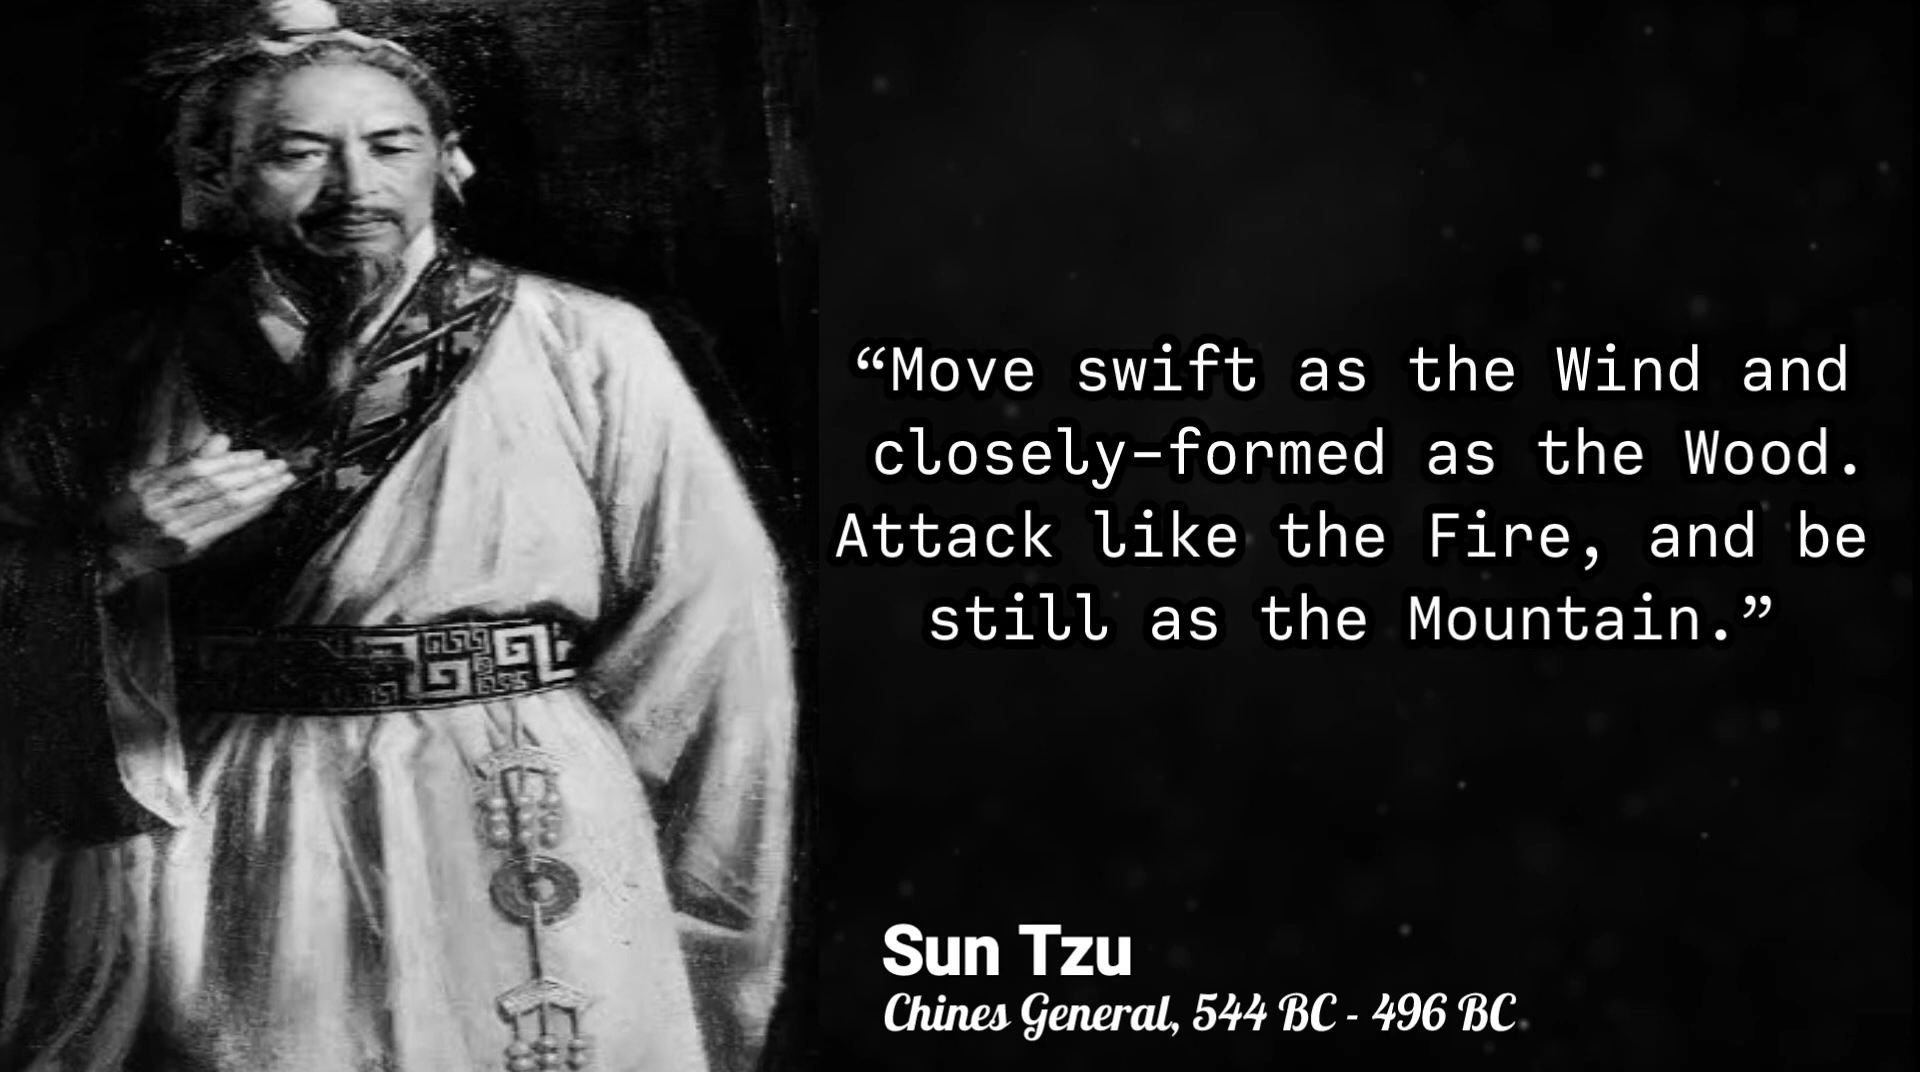 “Move swift as the Wind and
closely-formed as the Wood.
Attack like the Fire, and be
still as the Mountain.”
Sun Tzu
Chines General, 544 BC - 496 BC